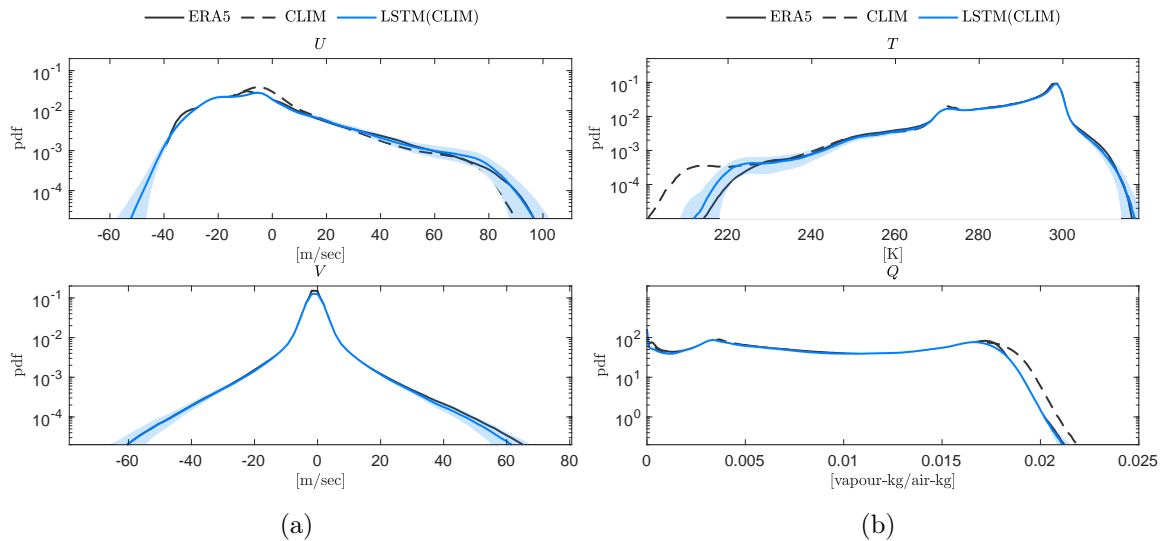 ERA5 CLIM LSTM(CLIM)
U
pdf
10^-1
10^-2
10^-3
10^-4
-60 -40 -20 0 20 40 60 80 100
[m/sec]
V
pdf
10^-1
10^-2
10^-3
10^-4
-60 -40 -20 0 20 40 60 80
[m/sec]
(a)
ERA5 CLIM LSTM(CLIM)
T
pdf
10^-1
10^-2
10^-3
10^-4
220 240 260 280 300
[K]
Q
pdf
10^2
10^1
10^0
0 0.005 0.01 0.015 0.02 0.025
[vapour-kg/air-kg]
(b)